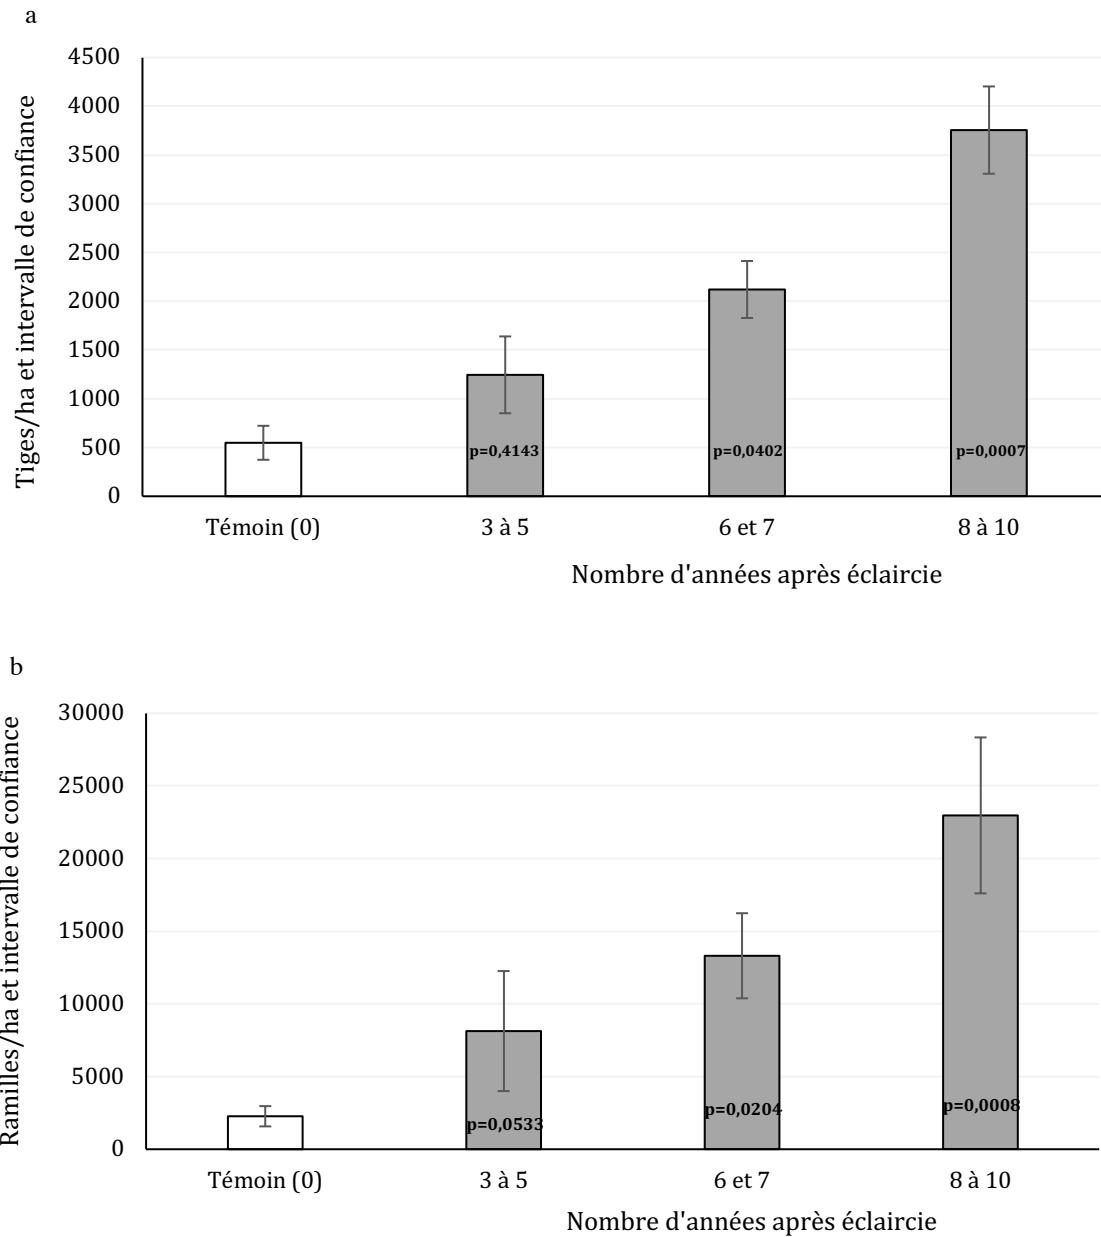 a
Tiges/ha et intervalle de confiance
4500
4000
3500
3000
2500
2000
1500
1000
500
0
p=0,4143
p=0,0402
p=0,0007
Témoin (0)
3 à 5
6 et 7
8 à 10
Nombre d'années après éclaircie
b
Ramilles/ha et intervalle de confiance
30000
25000
20000
15000
10000
5000
0
p=0,0533
p=0,0204
p=0,0008
Témoin (0)
3 à 5
6 et 7
8 à 10
Nombre d'années après éclaircie